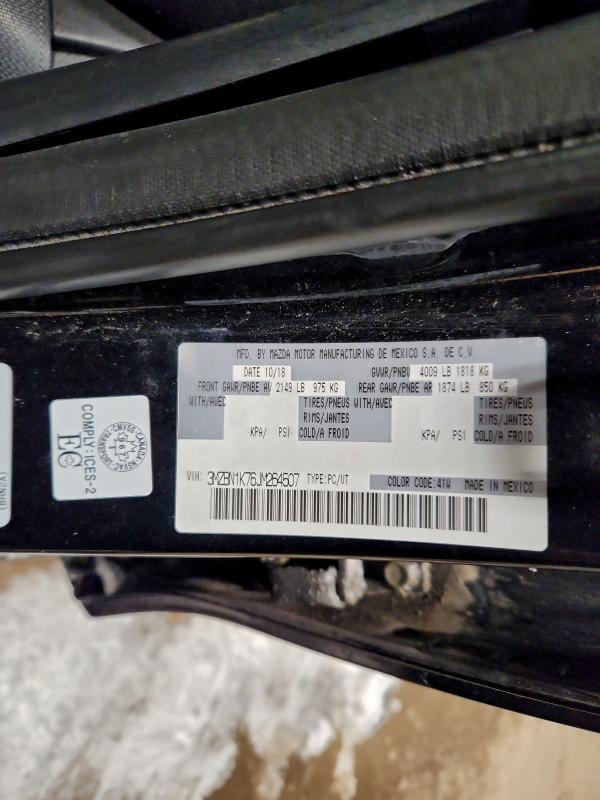 MFD. BY MAZDA MOTOR MANUFACTURING DE MEXICO S.A. DE C.V.
DATE 10/18 GVWR/PNBV 4009 LB 1818 KG
FRONT GAWR/PNBE AV 2149 LB 975 KG REAR GAWR/PNBE AR 1874 LB 850 KG
WITH/AVEC TIRES/PNEUS WITH/AVEC TIRES/PNEUS
RIMS/JANTES RIMS/JANTES
KPA/ PSI COLD/A FROID KPA/ PSI COLD/A FROID
VIN: 3MZBN1K76JM264507 TYPE:PC/VT COLOR CODE:41W MADE IN MEXICO
COMPLY:ICES-2
CANADA
TRANSPORT
(BHN2X)